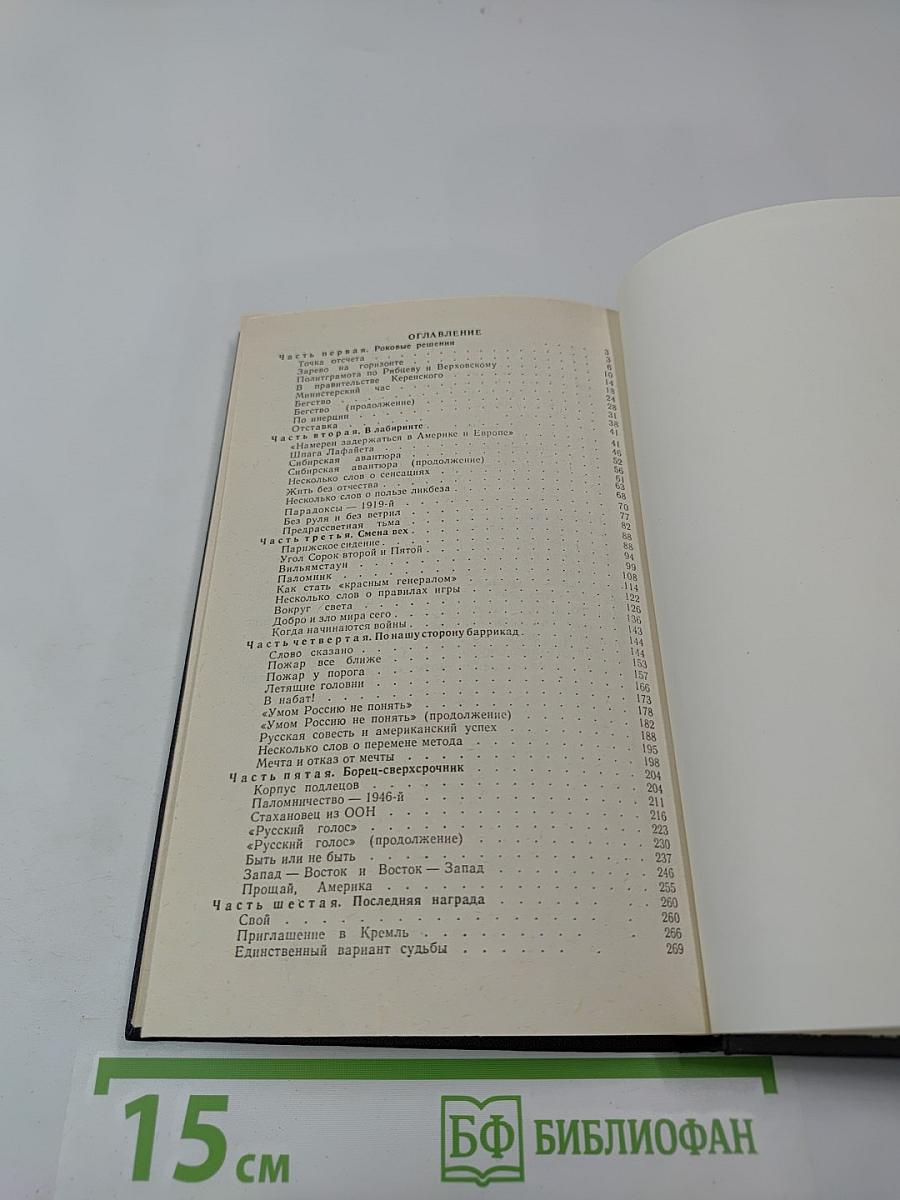 ОГЛАВЛЕНИЕ
Часть первая. Роковые решения . . . 3
Точка отсчета . . . 3
Зарево на горизонте . . . 6
Политграмота по Рябцеву и Верховскому . . . 10
В правительстве Керенского . . . 14
Министерский час . . . 18
Бегство . . . 24
Бегство (продолжение) . . . 28
По инерции . . . 31
Отставка . . . 38
Часть вторая. В лабиринте . . . 41
«Намерен задержаться в Америке и Европе» . . . 41
Шпага Лафайета . . . 46
Сибирская авантюра . . . 52
Сибирская авантюра (продолжение) . . . 56
Несколько слов о сенсациях . . . 61
Жить без отчества . . . 63
Несколько слов о пользе ликбеза . . . 68
Парадоксы — 1919-й . . . 70
Без руля и без ветрил . . . 77
Предрассветная тьма . . . 82
Часть третья. Смена вех . . . 88
Парижское сидение . . . 88
Угол Сорок второй и Пятой . . . 94
Вильямстаун . . . 99
Паломник . . . 108
Как стать «красным генералом» . . . 114
Несколько слов о правилах игры . . . 122
Вокруг света . . . 126
Добро и зло мира сего . . . 136
Когда начинаются войны . . . 143
Часть четвертая. По нашу сторону баррикад . . . 144
Слово сказано . . . 144
Пожар все ближе . . . 153
Пожар у порога . . . 157
Летящие головни . . . 166
В набат! . . . 173
«Умом Россию не понять» . . . 178
«Умом Россию не понять» (продолжение) . . . 182
Русская совесть и американский успех . . . 188
Несколько слов о перемене метода . . . 195
Мечта и отказ от мечты . . . 198
Часть пятая. Борец-сверхсрочник . . . 204
Корпус подлецов . . . 204
Паломничество — 1946-й . . . 211
Стахановец из ООН . . . 216
«Русский голос» . . . 223
«Русский голос» (продолжение) . . . 230
Быть или не быть . . . 237
Запад — Восток и Восток — Запад . . . 246
Прощай, Америка . . . 255
Часть шестая. Последняя награда . . . 260
Свой . . . 260
Приглашение в Кремль . . . 266
Единственный вариант судьбы . . . 269
15 см
БФ БИБЛИОФАН